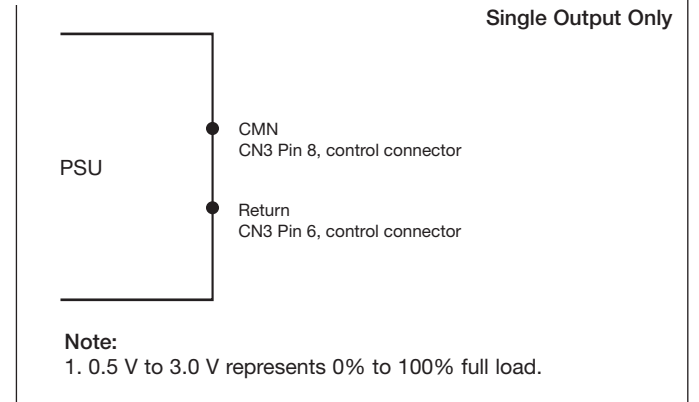 Single Output Only
CMN
CN3 Pin 8, control connector
PSU
Return
CN3 Pin 6, control connector
Note:
1. 0.5 V to 3.0 V represents 0% to 100% full load.